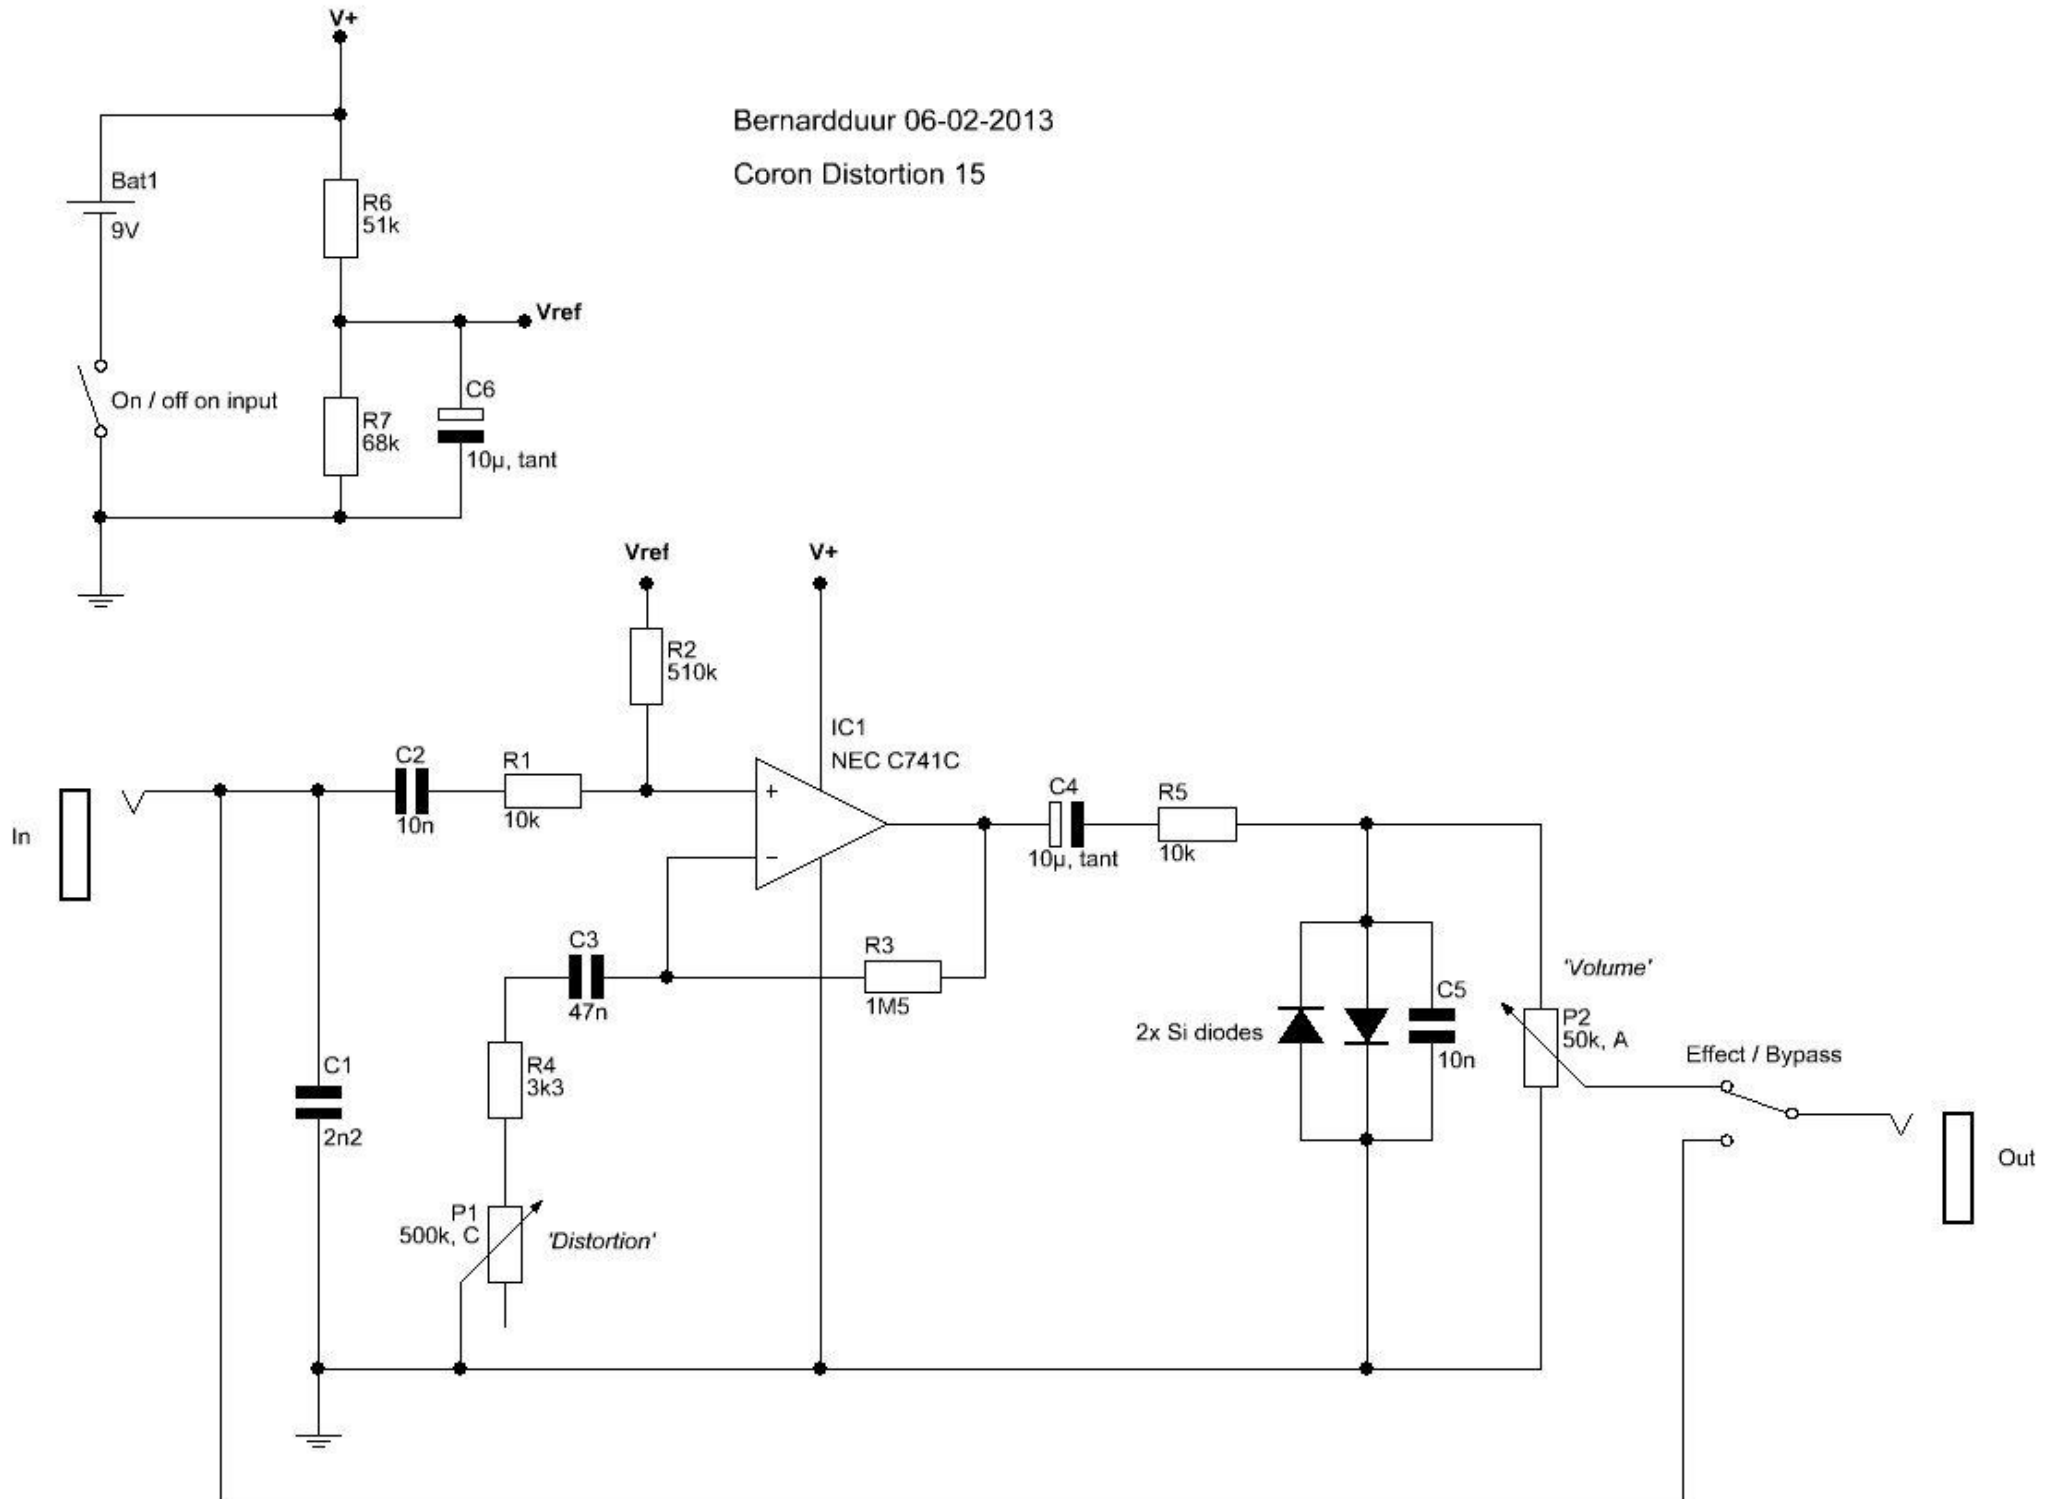 V+
Bernardduur 06-02-2013
Coron Distortion 15
Bat1
9V
R6
51k
Vref
On / off on input
C6
10µ, tant
R7
68k
Vref
V+
R2
510k
IC1
NEC C741C
C2
10n
R1
10k
+
−
C4
10µ, tant
R5
10k
In
C3
47n
R3
1M5
'Volume'
2x Si diodes
C5
10n
P2
50k, A
Effect / Bypass
C1
2n2
R4
3k3
Out
P1
500k, C
'Distortion'